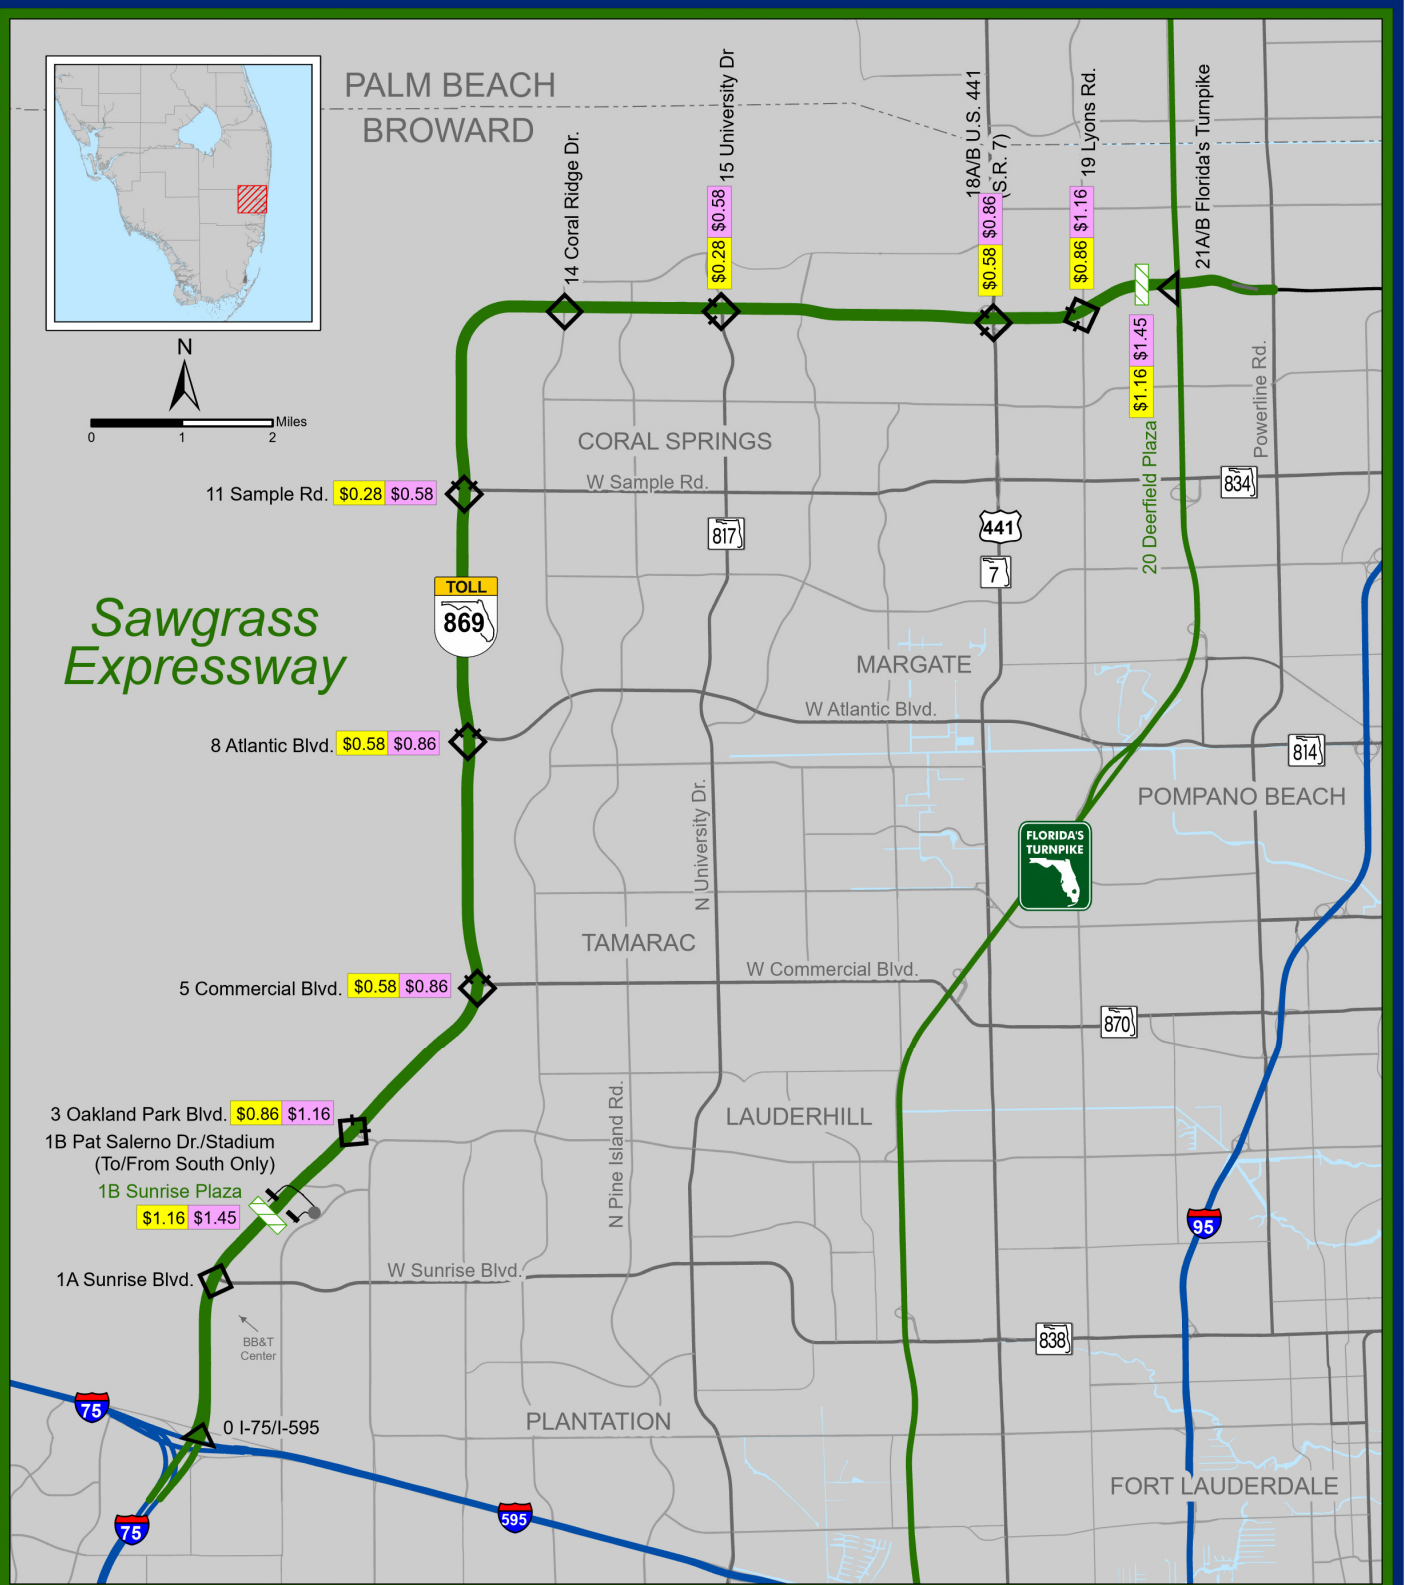 PALM BEACH
BROWARD
14 Coral Ridge Dr.
15 University Dr
$0.28 $0.58
18A/B U.S. 441
(S.R. 7)
$0.58 $0.86
19 Lyons Rd.
$0.86 $1.16
21A/B Florida's Turnpike
$1.16 $1.45
20 Deerfield Plaza
Powerline Rd.
N
0 1 2 Miles
CORAL SPRINGS
11 Sample Rd. $0.28 $0.58
W Sample Rd.
834
817
441
7
TOLL
869
Sawgrass
Expressway
MARGATE
W Atlantic Blvd.
8 Atlantic Blvd. $0.58 $0.86
814
POMPANO BEACH
N University Dr.
FLORIDA'S
TURNPIKE
TAMARAC
W Commercial Blvd.
5 Commercial Blvd. $0.58 $0.86
870
3 Oakland Park Blvd. $0.86 $1.16
LAUDERHILL
N Pine Island Rd.
1B Pat Salerno Dr./Stadium
(To/From South Only)
1B Sunrise Plaza
$1.16 $1.45
95
1A Sunrise Blvd.
W Sunrise Blvd.
BB&T
Center
838
75
0 I-75/I-595
PLANTATION
FORT LAUDERDALE
75
595